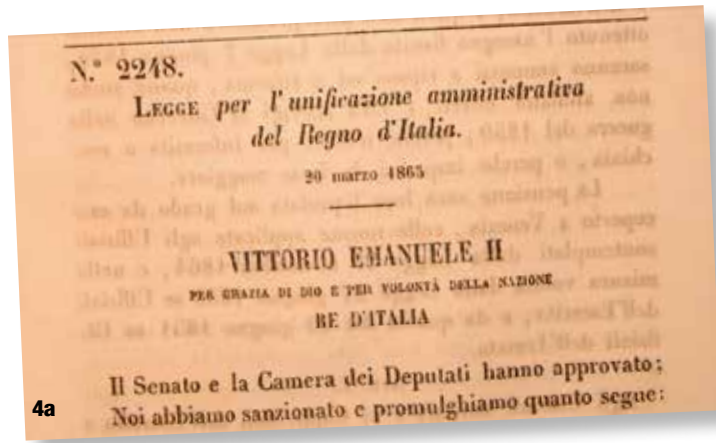 N.° 2248.
LEGGE per l'unificazione amministrativa
del Regno d'Italia.
20 marzo 1865
VITTORIO EMANUELE II
PER GRAZIA DI DIO E PER VOLONTÀ DELLA NAZIONE
RE D'ITALIA
Il Senato e la Camera dei Deputati hanno approvato;
Noi abbiamo sanzionato e promulghiamo quanto segue:
4a